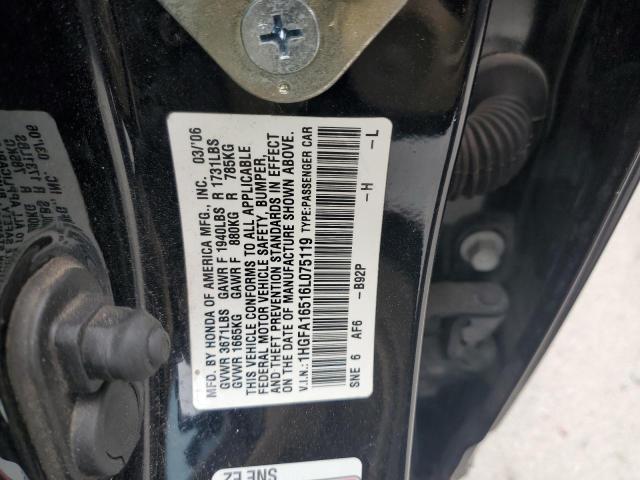 MFD. BY HONDA OF AMERICA MFG., INC. 03/'06
GVWR 3671LBS GAWR F 1940LBS R 1731LBS
GVWR 1665KG GAWR F 880KG R 785KG
THIS VEHICLE CONFORMS TO ALL APPLICABLE
FEDERAL MOTOR VEHICLE SAFETY, BUMPER,
AND THEFT PREVENTION STANDARDS IN EFFECT
ON THE DATE OF MANUFACTURE SHOWN ABOVE.
V.I.N.: 1HGFA16516L075119 TYPE:PASSENGER CAR
SNE 6 AF6 -B92P -H -L
SNE EZ